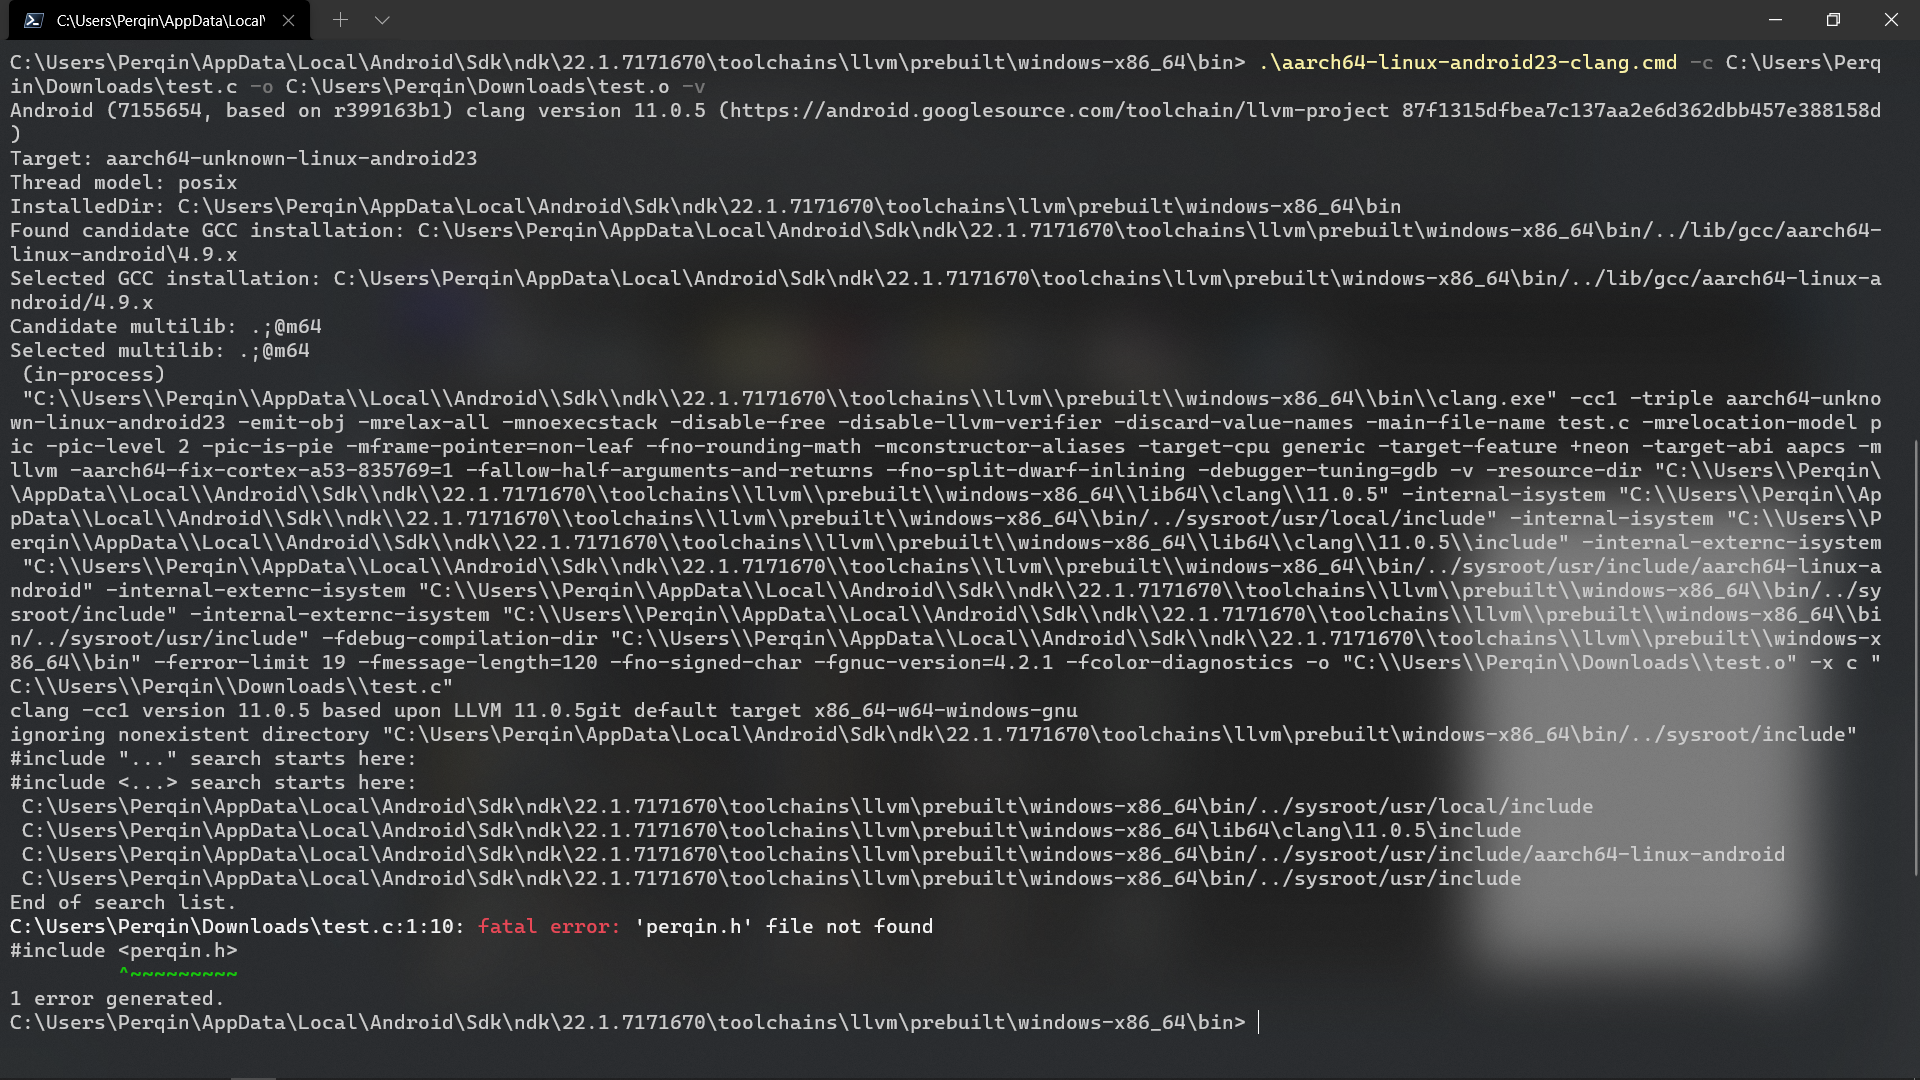 C:\Users\Perqin\AppData\Local\
C:\Users\Perqin\AppData\Local\Android\Sdk\ndk\22.1.7171670\toolchains\llvm\prebuilt\windows-x86_64\bin> .\aarch64-linux-android23-clang.cmd -c C:\Users\Perq
in\Downloads\test.c -o C:\Users\Perqin\Downloads\test.o -v
Android (7155654, based on r399163b1) clang version 11.0.5 (https://android.googlesource.com/toolchain/llvm-project 87f1315dfbea7c137aa2e6d362dbb457e388158d
)
Target: aarch64-unknown-linux-android23
Thread model: posix
InstalledDir: C:\Users\Perqin\AppData\Local\Android\Sdk\ndk\22.1.7171670\toolchains\llvm\prebuilt\windows-x86_64\bin
Found candidate GCC installation: C:\Users\Perqin\AppData\Local\Android\Sdk\ndk\22.1.7171670\toolchains\llvm\prebuilt\windows-x86_64\bin/../lib/gcc/aarch64-
linux-android\4.9.x
Selected GCC installation: C:\Users\Perqin\AppData\Local\Android\Sdk\ndk\22.1.7171670\toolchains\llvm\prebuilt\windows-x86_64\bin/../lib/gcc/aarch64-linux-a
ndroid/4.9.x
Candidate multilib: .;@m64
Selected multilib: .;@m64
 (in-process)
 "C:\\Users\\Perqin\\AppData\\Local\\Android\\Sdk\\ndk\\22.1.7171670\\toolchains\\llvm\\prebuilt\\windows-x86_64\\bin\\clang.exe" -cc1 -triple aarch64-unkno
wn-linux-android23 -emit-obj -mrelax-all -mnoexecstack -disable-free -disable-llvm-verifier -discard-value-names -main-file-name test.c -mrelocation-model p
ic -pic-level 2 -pic-is-pie -mframe-pointer=non-leaf -fno-rounding-math -mconstructor-aliases -target-cpu generic -target-feature +neon -target-abi aapcs -m
llvm -aarch64-fix-cortex-a53-835769=1 -fallow-half-arguments-and-returns -fno-split-dwarf-inlining -debugger-tuning=gdb -v -resource-dir "C:\\Users\\Perqin\
\AppData\\Local\\Android\\Sdk\\ndk\\22.1.7171670\\toolchains\\llvm\\prebuilt\\windows-x86_64\\lib64\\clang\\11.0.5" -internal-isystem "C:\\Users\\Perqin\\Ap
pData\\Local\\Android\\Sdk\\ndk\\22.1.7171670\\toolchains\\llvm\\prebuilt\\windows-x86_64\\bin/../sysroot/usr/local/include" -internal-isystem "C:\\Users\\P
erqin\\AppData\\Local\\Android\\Sdk\\ndk\\22.1.7171670\\toolchains\\llvm\\prebuilt\\windows-x86_64\\lib64\\clang\\11.0.5\\include" -internal-externc-isystem
 "C:\\Users\\Perqin\\AppData\\Local\\Android\\Sdk\\ndk\\22.1.7171670\\toolchains\\llvm\\prebuilt\\windows-x86_64\\bin/../sysroot/usr/include/aarch64-linux-a
ndroid" -internal-externc-isystem "C:\\Users\\Perqin\\AppData\\Local\\Android\\Sdk\\ndk\\22.1.7171670\\toolchains\\llvm\\prebuilt\\windows-x86_64\\bin/../sy
sroot/include" -internal-externc-isystem "C:\\Users\\Perqin\\AppData\\Local\\Android\\Sdk\\ndk\\22.1.7171670\\toolchains\\llvm\\prebuilt\\windows-x86_64\\bi
n/../sysroot/usr/include" -fdebug-compilation-dir "C:\\Users\\Perqin\\AppData\\Local\\Android\\Sdk\\ndk\\22.1.7171670\\toolchains\\llvm\\prebuilt\\windows-x
86_64\\bin" -ferror-limit 19 -fmessage-length=120 -fno-signed-char -fgnuc-version=4.2.1 -fcolor-diagnostics -o "C:\\Users\\Perqin\\Downloads\\test.o" -x c "
C:\\Users\\Perqin\\Downloads\\test.c"
clang -cc1 version 11.0.5 based upon LLVM 11.0.5git default target x86_64-w64-windows-gnu
ignoring nonexistent directory "C:\Users\Perqin\AppData\Local\Android\Sdk\ndk\22.1.7171670\toolchains\llvm\prebuilt\windows-x86_64\bin/../sysroot/include"
#include "..." search starts here:
#include <...> search starts here:
 C:\Users\Perqin\AppData\Local\Android\Sdk\ndk\22.1.7171670\toolchains\llvm\prebuilt\windows-x86_64\bin/../sysroot/usr/local/include
 C:\Users\Perqin\AppData\Local\Android\Sdk\ndk\22.1.7171670\toolchains\llvm\prebuilt\windows-x86_64\lib64\clang\11.0.5\include
 C:\Users\Perqin\AppData\Local\Android\Sdk\ndk\22.1.7171670\toolchains\llvm\prebuilt\windows-x86_64\bin/../sysroot/usr/include/aarch64-linux-android
 C:\Users\Perqin\AppData\Local\Android\Sdk\ndk\22.1.7171670\toolchains\llvm\prebuilt\windows-x86_64\bin/../sysroot/usr/include
End of search list.
C:\Users\Perqin\Downloads\test.c:1:10: fatal error: 'perqin.h' file not found
#include <perqin.h>
         ^~~~~~~~~~
1 error generated.
C:\Users\Perqin\AppData\Local\Android\Sdk\ndk\22.1.7171670\toolchains\llvm\prebuilt\windows-x86_64\bin>